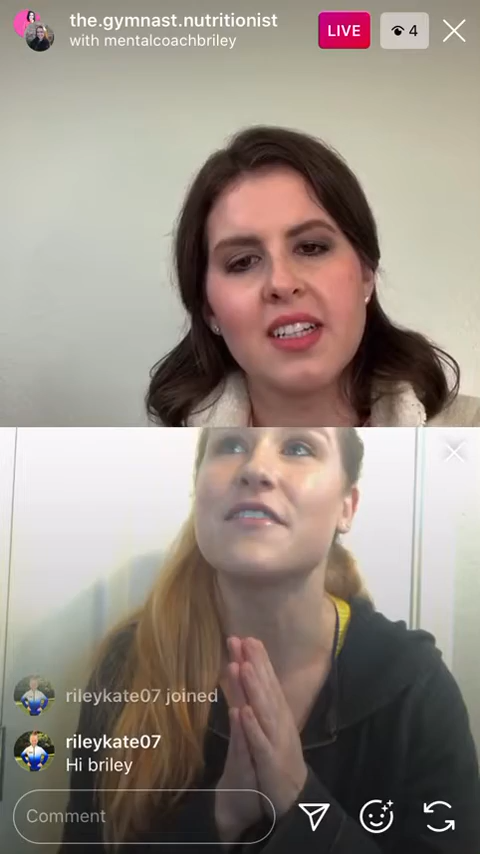 the.gymnast.nutritionist
with mentalcoachbriley
LIVE
4
rileykate07 joined
rileykate07
Hi briley
Comment